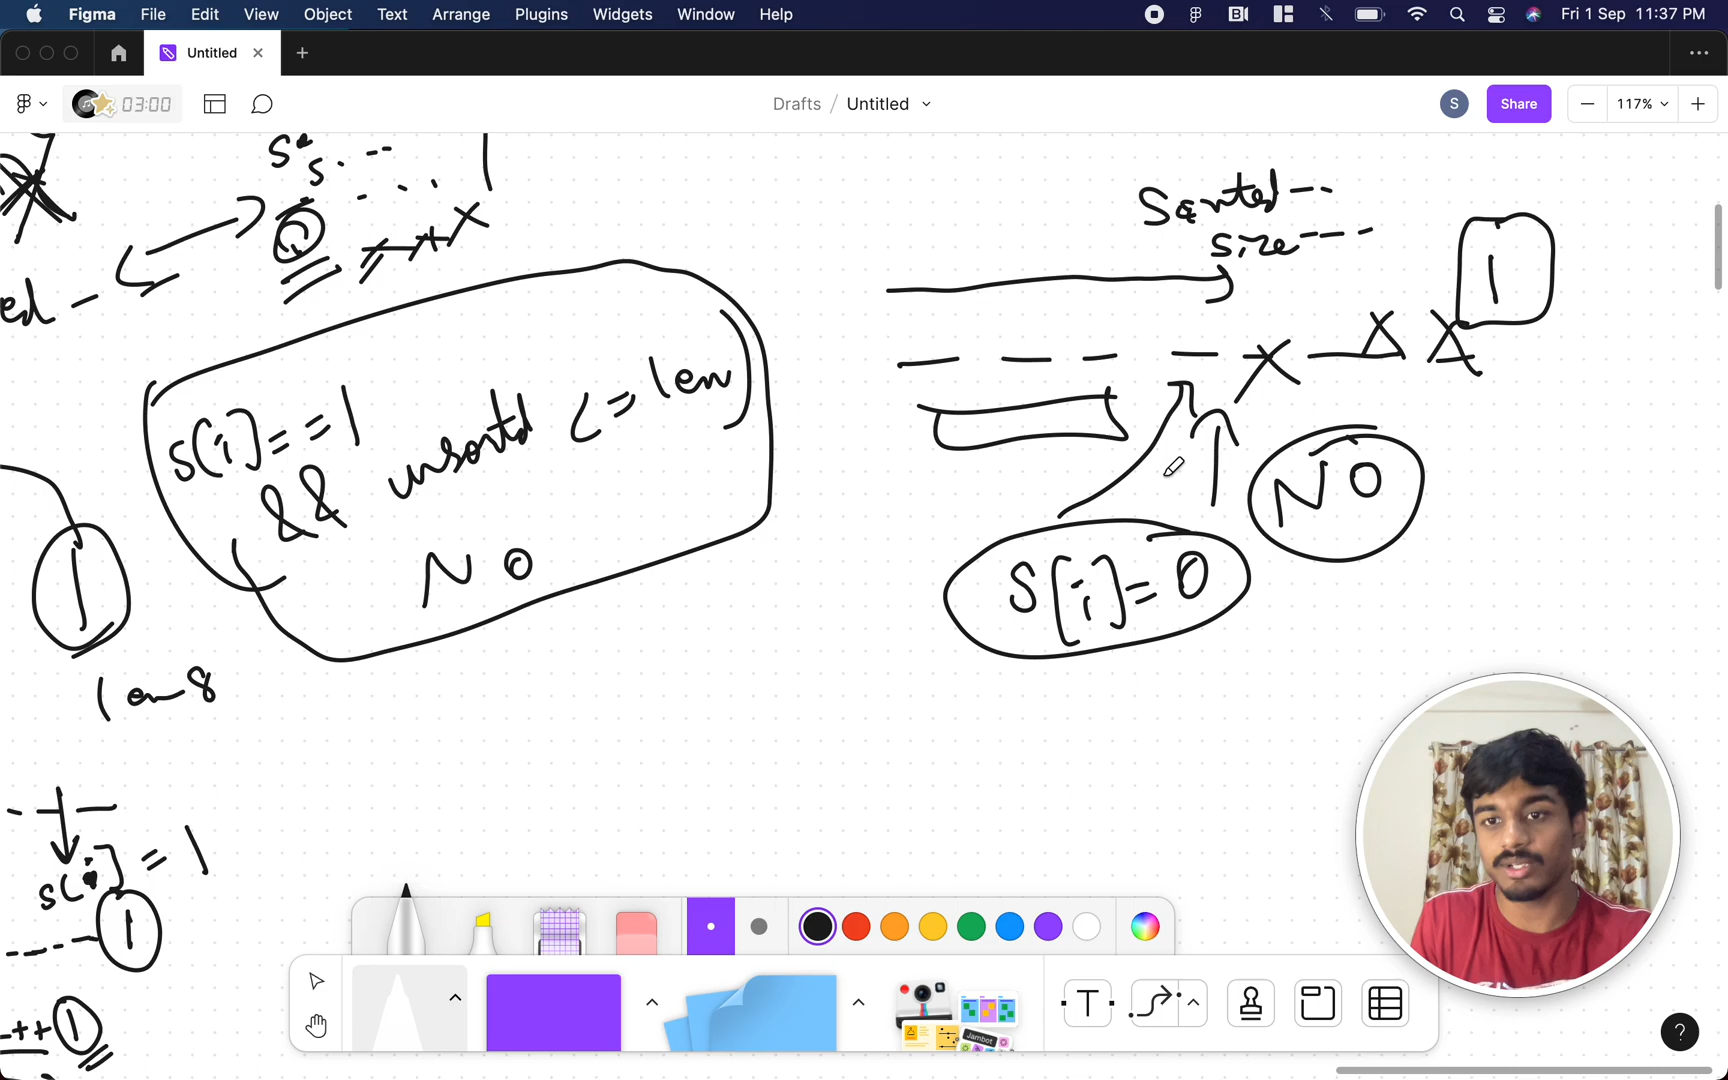 Figma File Edit View Object Text Arrange Plugins Widgets Window Help
Fri 1 Sep 11:37 PM
Untitled
03:00
Drafts / Untitled
S
Share
117%
s
s
Sorted--
size---
1
ed -
s[i]==1
&& unsortd <= len
NO
NO
s[i]=0
1
len-8
s[i] = 1
1
++ 1
T
Jambot
?